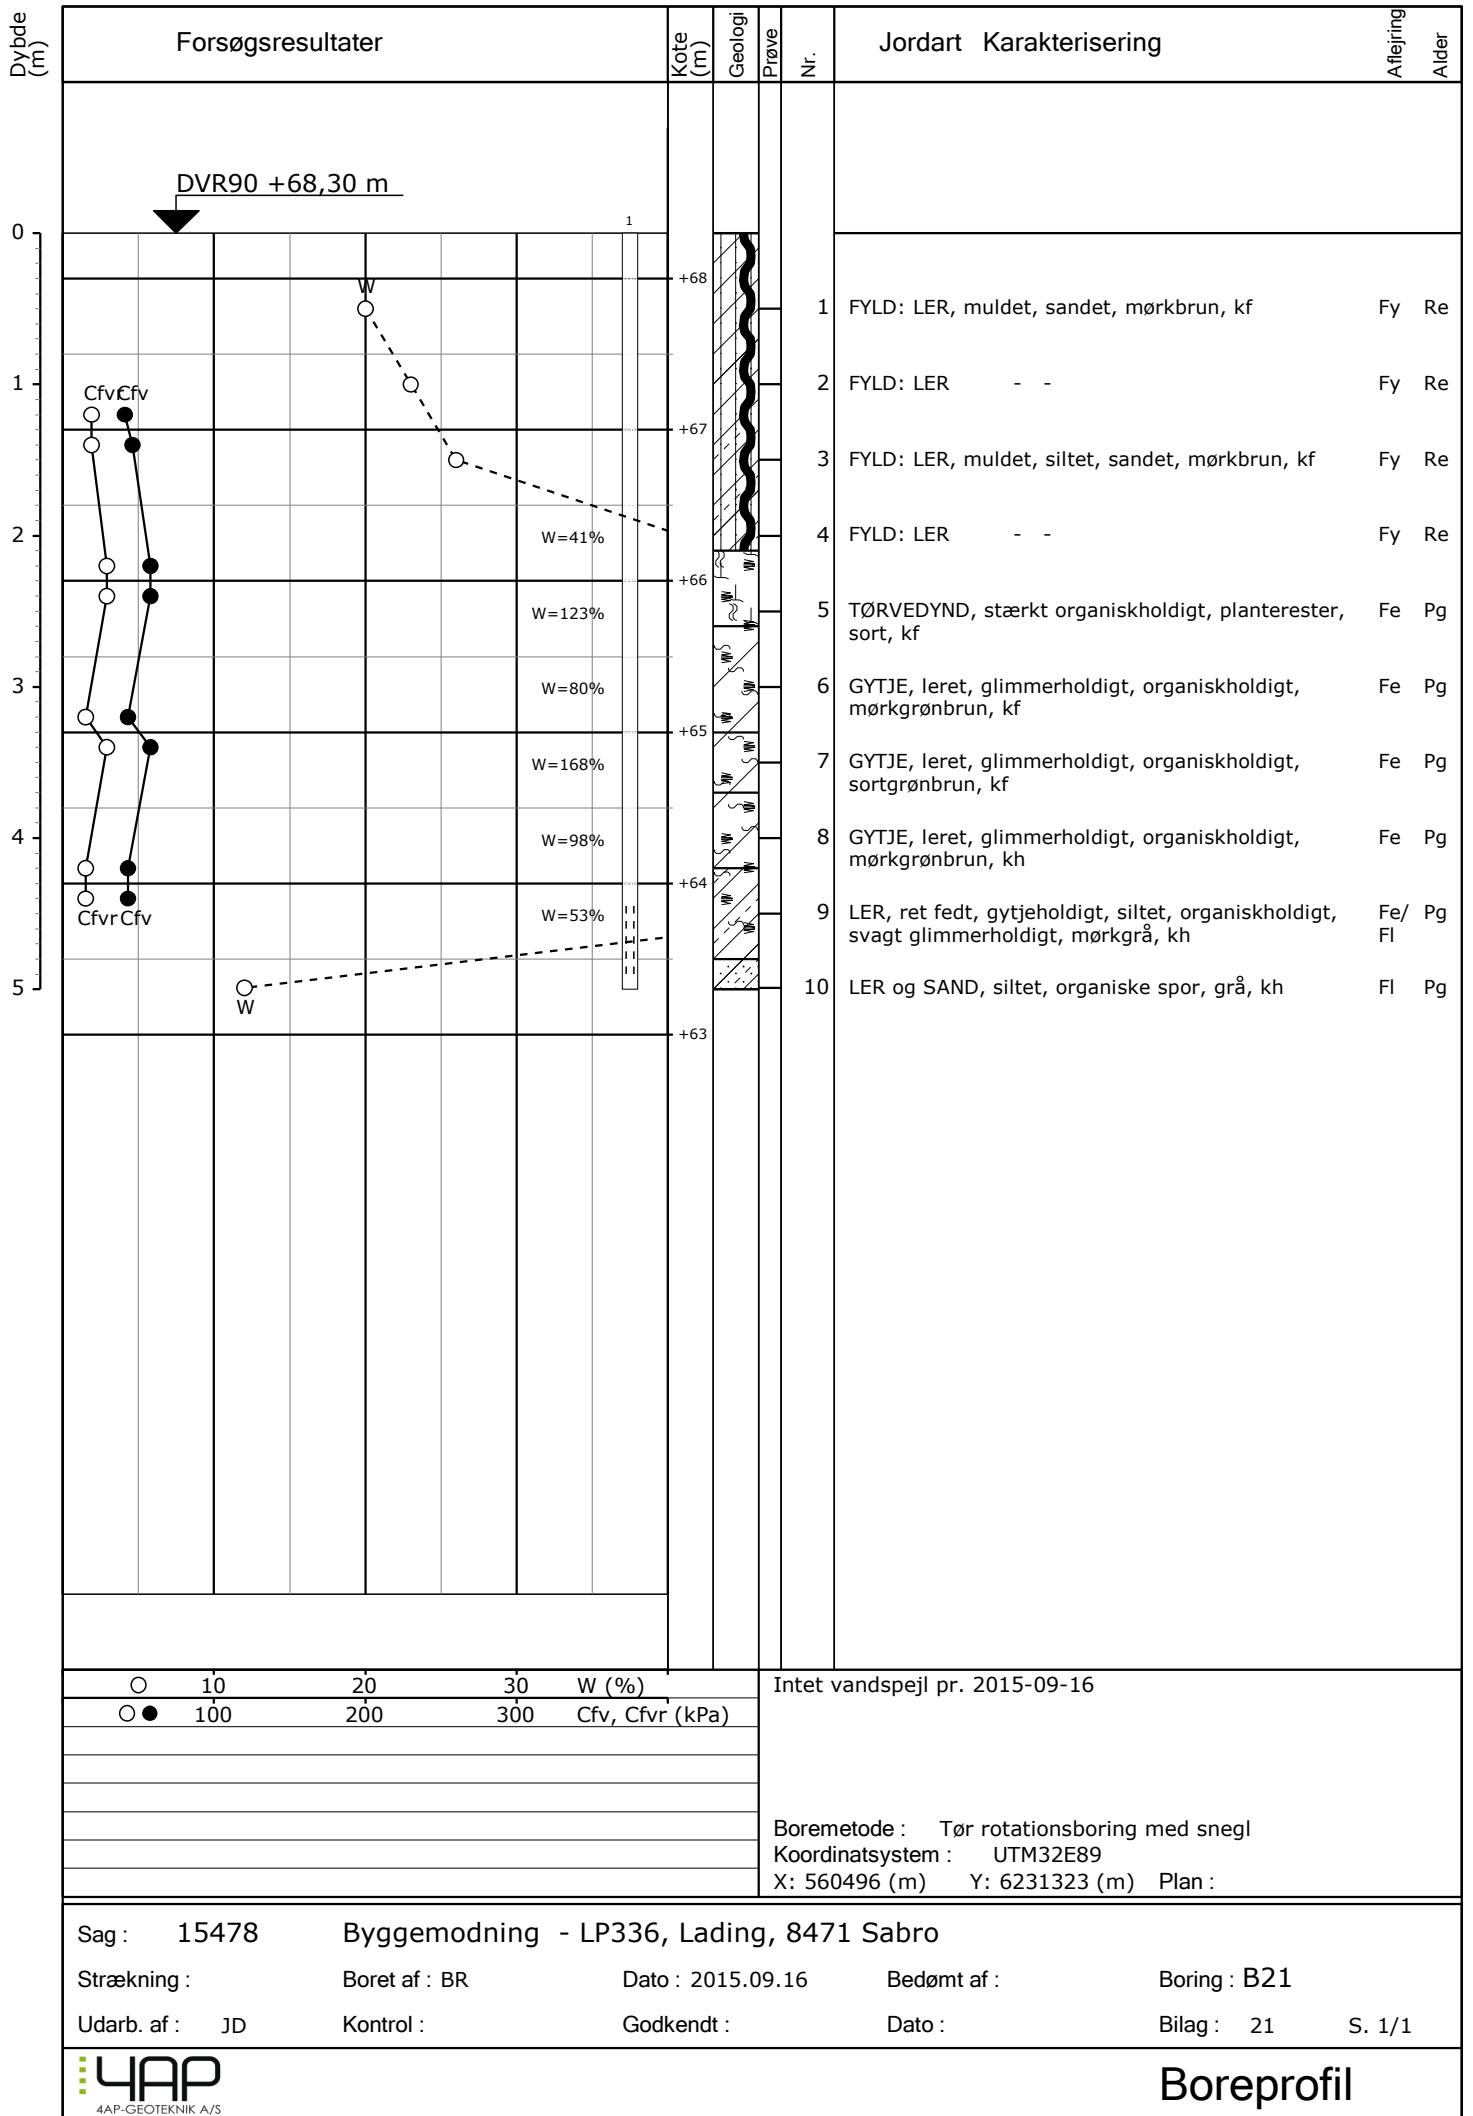 Dybde (m) Forsøgsresultater Kote (m) Geologi Prøve Nr. Jordart Karakterisering Aflejring Alder
DVR90 +68,30 m
1
0
+68
W
1 FYLD: LER, muldet, sandet, mørkbrun, kf Fy Re
1 2 FYLD: LER - - Fy Re
Cfvr Cfv
+67
3 FYLD: LER, muldet, siltet, sandet, mørkbrun, kf Fy Re
2 W=41% 4 FYLD: LER - - Fy Re
+66
W=123% 5 TØRVEDYND, stærkt organiskholdigt, planterester, Fe Pg
sort, kf
3 W=80% 6 GYTJE, leret, glimmerholdigt, organiskholdigt, Fe Pg
mørkgrønbrun, kf
+65
W=168% 7 GYTJE, leret, glimmerholdigt, organiskholdigt, Fe Pg
sortgrønbrun, kf
4 W=98% 8 GYTJE, leret, glimmerholdigt, organiskholdigt, Fe Pg
mørkgrønbrun, kh
+64
Cfvr Cfv W=53% 9 LER, ret fedt, gytjeholdigt, siltet, organiskholdigt, Fe/ Pg
svagt glimmerholdigt, mørkgrå, kh Fl
5 10 LER og SAND, siltet, organiske spor, grå, kh Fl Pg
W
+63
10 20 30 W (%)
100 200 300 Cfv, Cfvr (kPa)
Intet vandspejl pr. 2015-09-16
Boremetode : Tør rotationsboring med snegl
Koordinatsystem : UTM32E89
X: 560496 (m) Y: 6231323 (m) Plan :
Sag : 15478 Byggemodning - LP336, Lading, 8471 Sabro
Strækning : Boret af : BR Dato : 2015.09.16 Bedømt af : Boring : B21
Udarb. af : JD Kontrol : Godkendt : Dato : Bilag : 21 S. 1/1
4AP
4AP-GEOTEKNIK A/S
Boreprofil